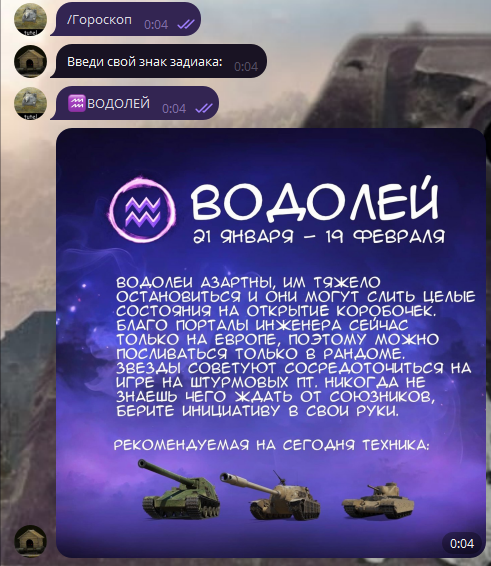 /Гороскоп 0:04
Введи свой знак задиака: 0:04
♒ВОДОЛЕЙ 0:04
ВОДОЛЕЙ
21 ЯНВАРЯ – 19 ФЕВРАЛЯ
ВОДОЛЕИ АЗАРТНЫ, ИМ ТЯЖЕЛО
ОСТАНОВИТЬСЯ И ОНИ МОГУТ СЛИТЬ ЦЕЛЫЕ
СОСТОЯНИЯ НА ОТКРЫТИЕ КОРОБОЧЕК.
БЛАГО ПОРТАЛЫ ИНЖЕНЕРА СЕЙЧАС
ТОЛЬКО НА ЕВРОПЕ, ПОЭТОМУ МОЖНО
ПОСЛИВАТЬСЯ ТОЛЬКО В РАНДОМЕ.
ЗВЕЗДЫ СОВЕТУЮТ СОСРЕДОТОЧИТЬСЯ НА
ИГРЕ НА ШТУРМОВЫХ ПТ. НИКОГДА НЕ
ЗНАЕШЬ ЧЕГО ЖДАТЬ ОТ СОЮЗНИКОВ,
БЕРИТЕ ИНИЦИАТИВУ В СВОИ РУКИ.
РЕКОМЕНДУЕМАЯ НА СЕГОДНЯ ТЕХНИКА:
0:04